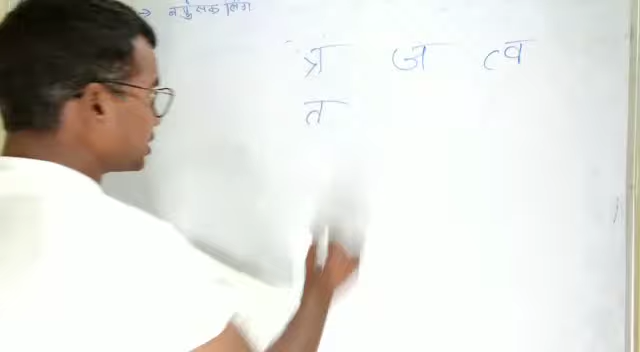 → नपुंसक लिंग
त्र ज त्व
त